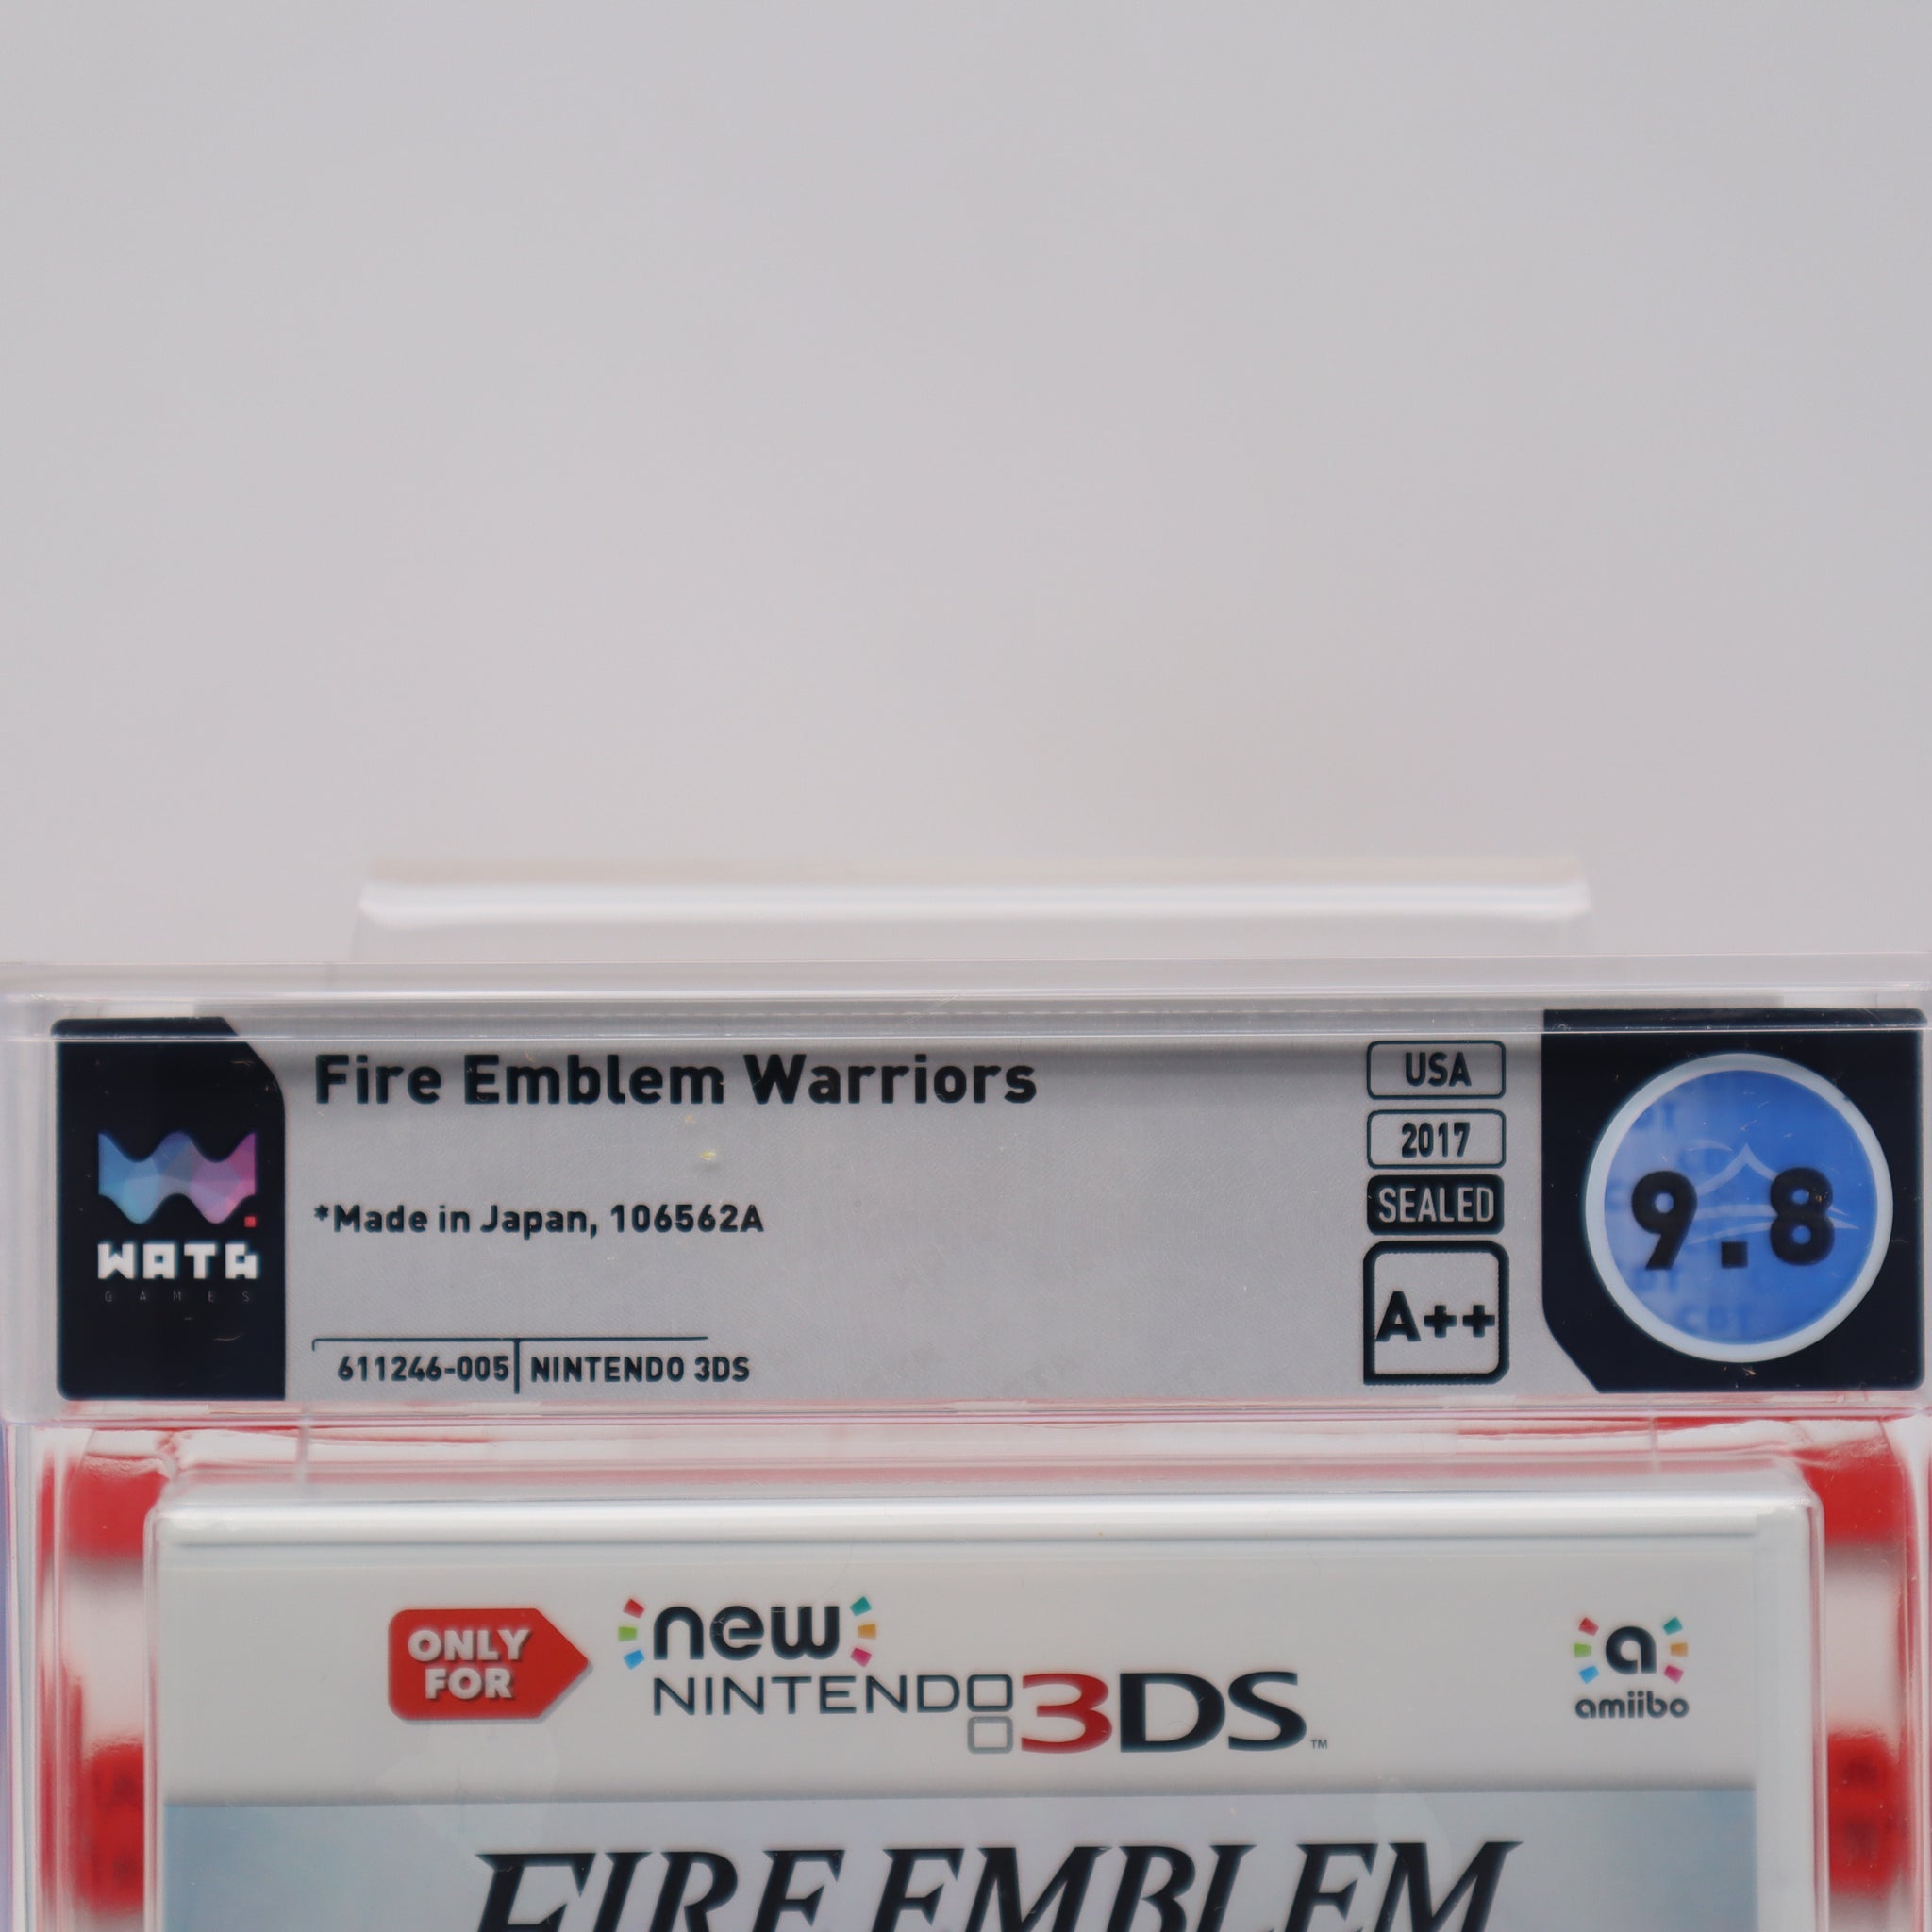 Fire Emblem Warriors
*Made in Japan, 106562A
611246-005 NINTENDO 3DS
WATA
GAMES
USA
2017
SEALED
A++
9.8
ONLY
FOR
new
NINTENDO 3DS™
a
amiibo
FIRE EMBLEM